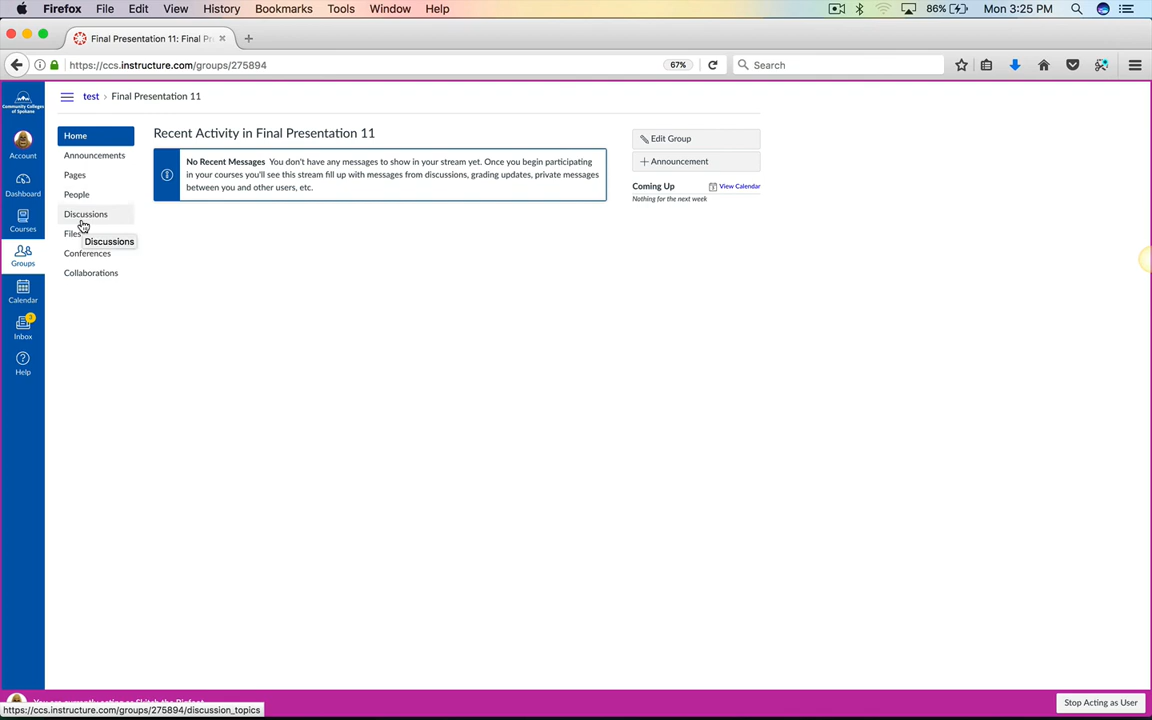 Firefox File Edit View History Bookmarks Tools Window Help 86% Mon 3:25 PM
Final Presentation 11: Final Pr
https://ccs.instructure.com/groups/275894 67% Search
Community Colleges of Spokane
test › Final Presentation 11
Home
Announcements
Pages
People
Discussions
Files
Discussions
Conferences
Collaborations
Account
Dashboard
Courses
Groups
Calendar
3
Inbox
Help
Recent Activity in Final Presentation 11
No Recent Messages You don't have any messages to show in your stream yet. Once you begin participating
in your courses you'll see this stream fill up with messages from discussions, grading updates, private messages
between you and other users, etc.
Edit Group
+ Announcement
Coming Up View Calendar
Nothing for the next week
https://ccs.instructure.com/groups/275894/discussion_topics
Stop Acting as User